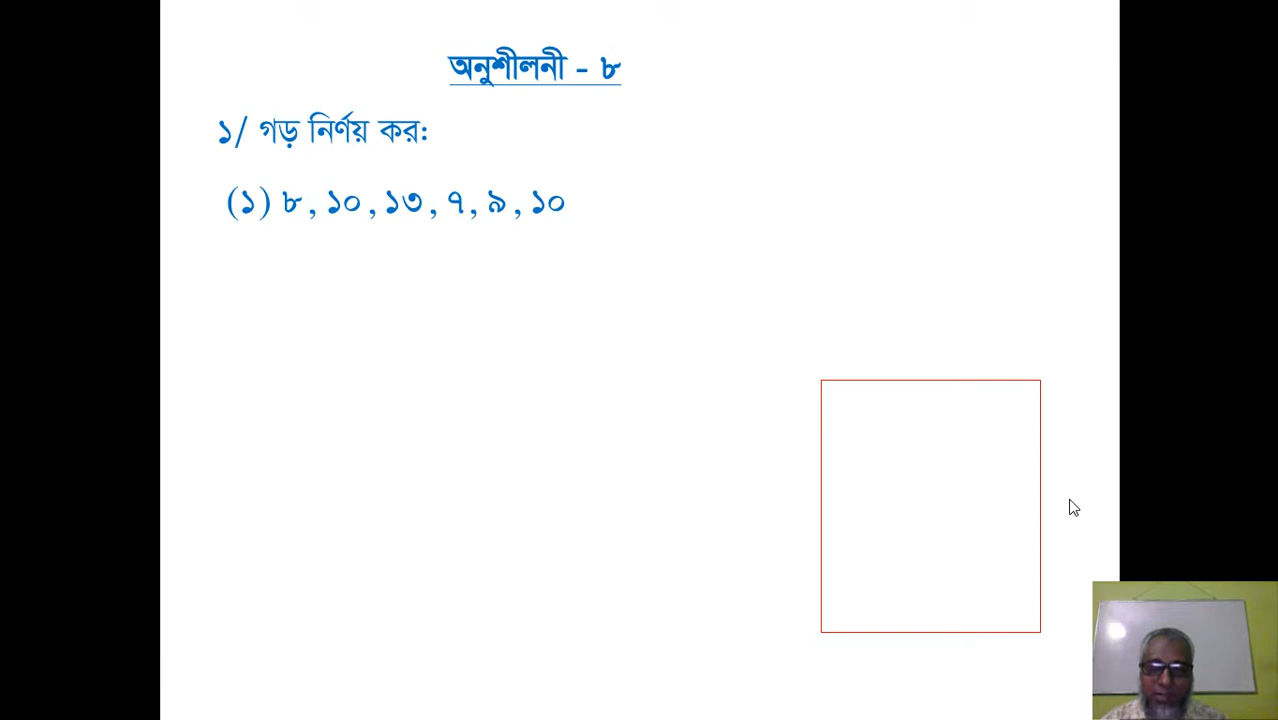 অনুশীলনী - ৮
১/ গড় নির্ণয় কর:
(১) ৮, ১০, ১৩, ৭, ৯, ১০